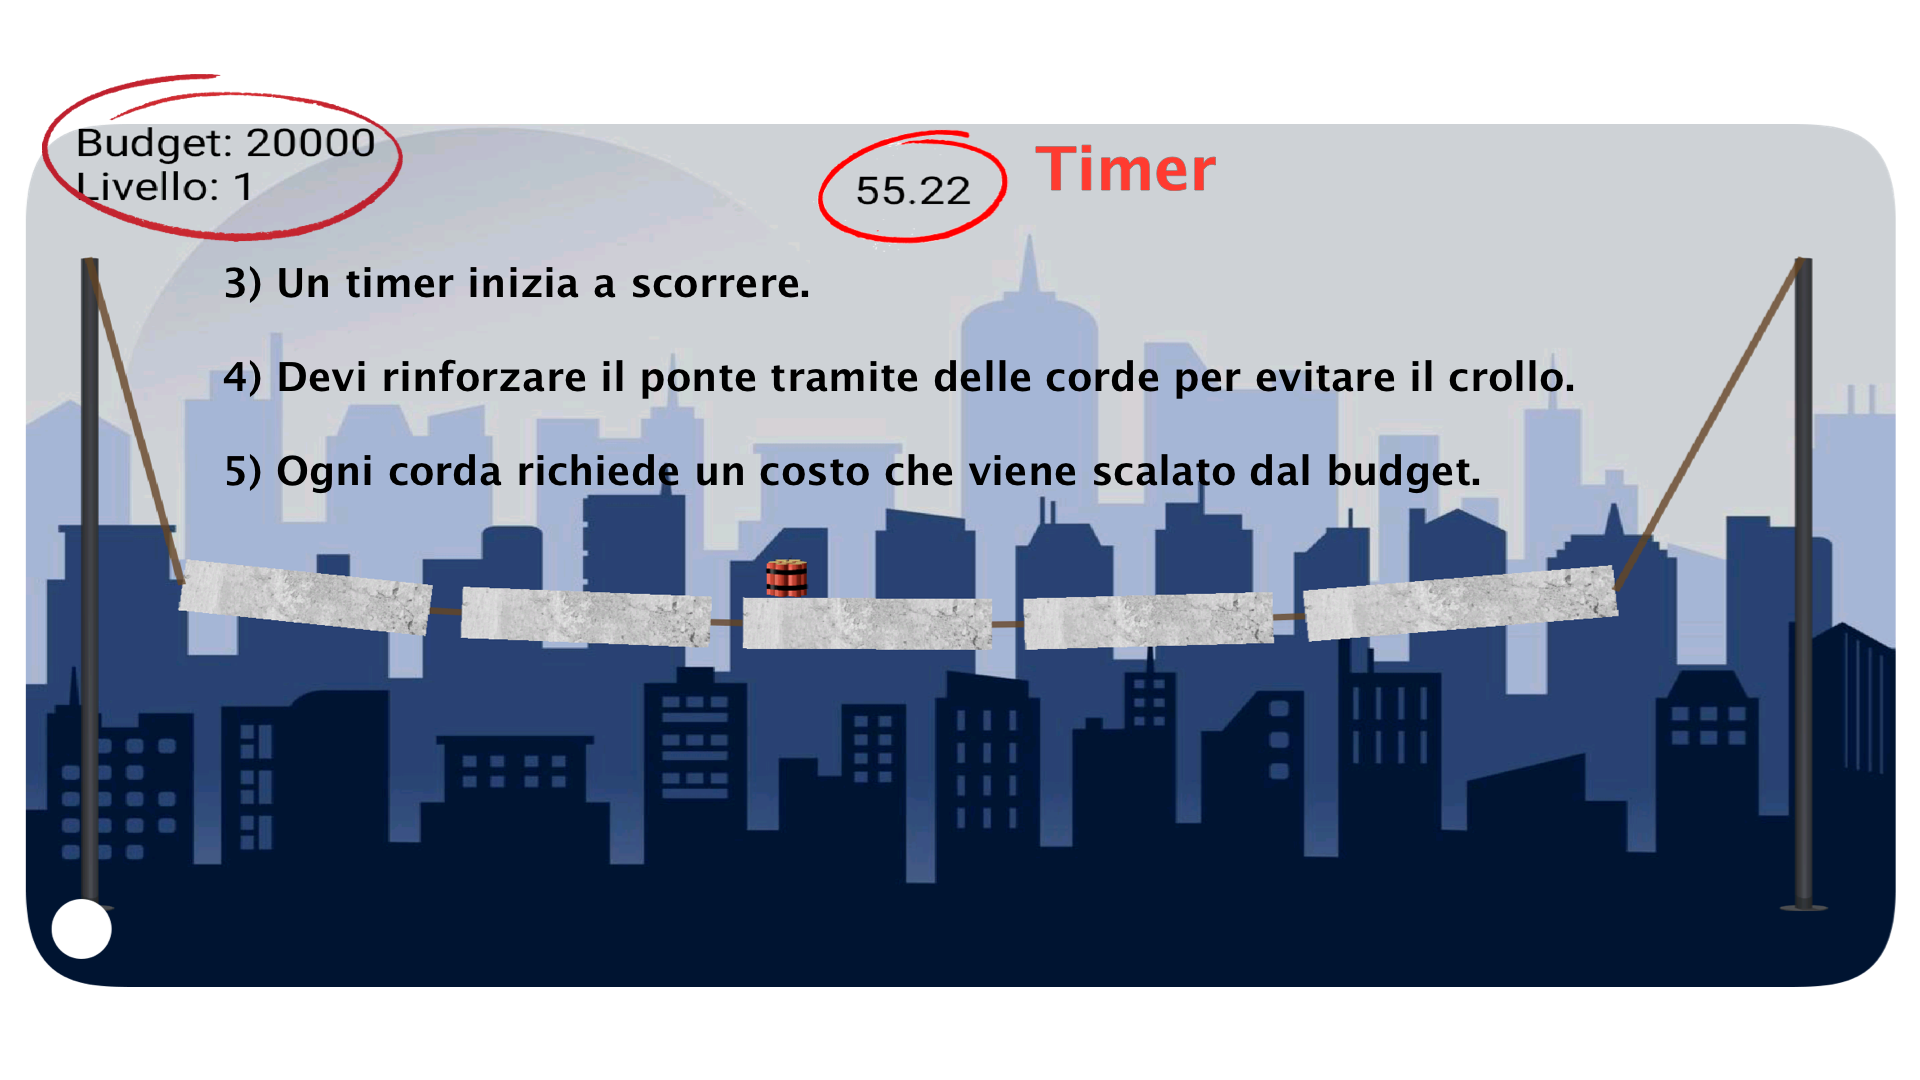 Budget: 20000
Livello: 1
55.22
Timer
3) Un timer inizia a scorrere.
4) Devi rinforzare il ponte tramite delle corde per evitare il crollo.
5) Ogni corda richiede un costo che viene scalato dal budget.